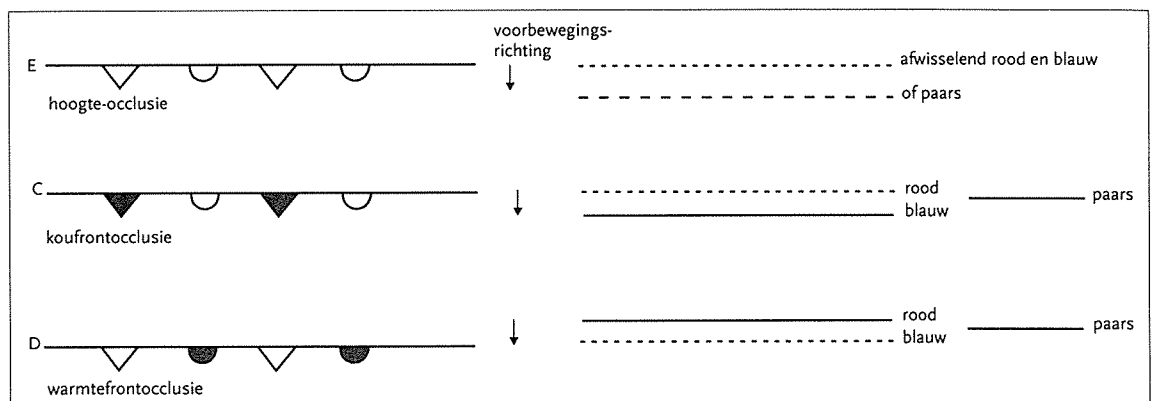 voorbewegings-
richting
E
afwisselend rood en blauw
hoogte-occlusie
of paars
C
rood
paars
blauw
koufrontocclusie
rood
paars
D
blauw
warmtefrontocclusie